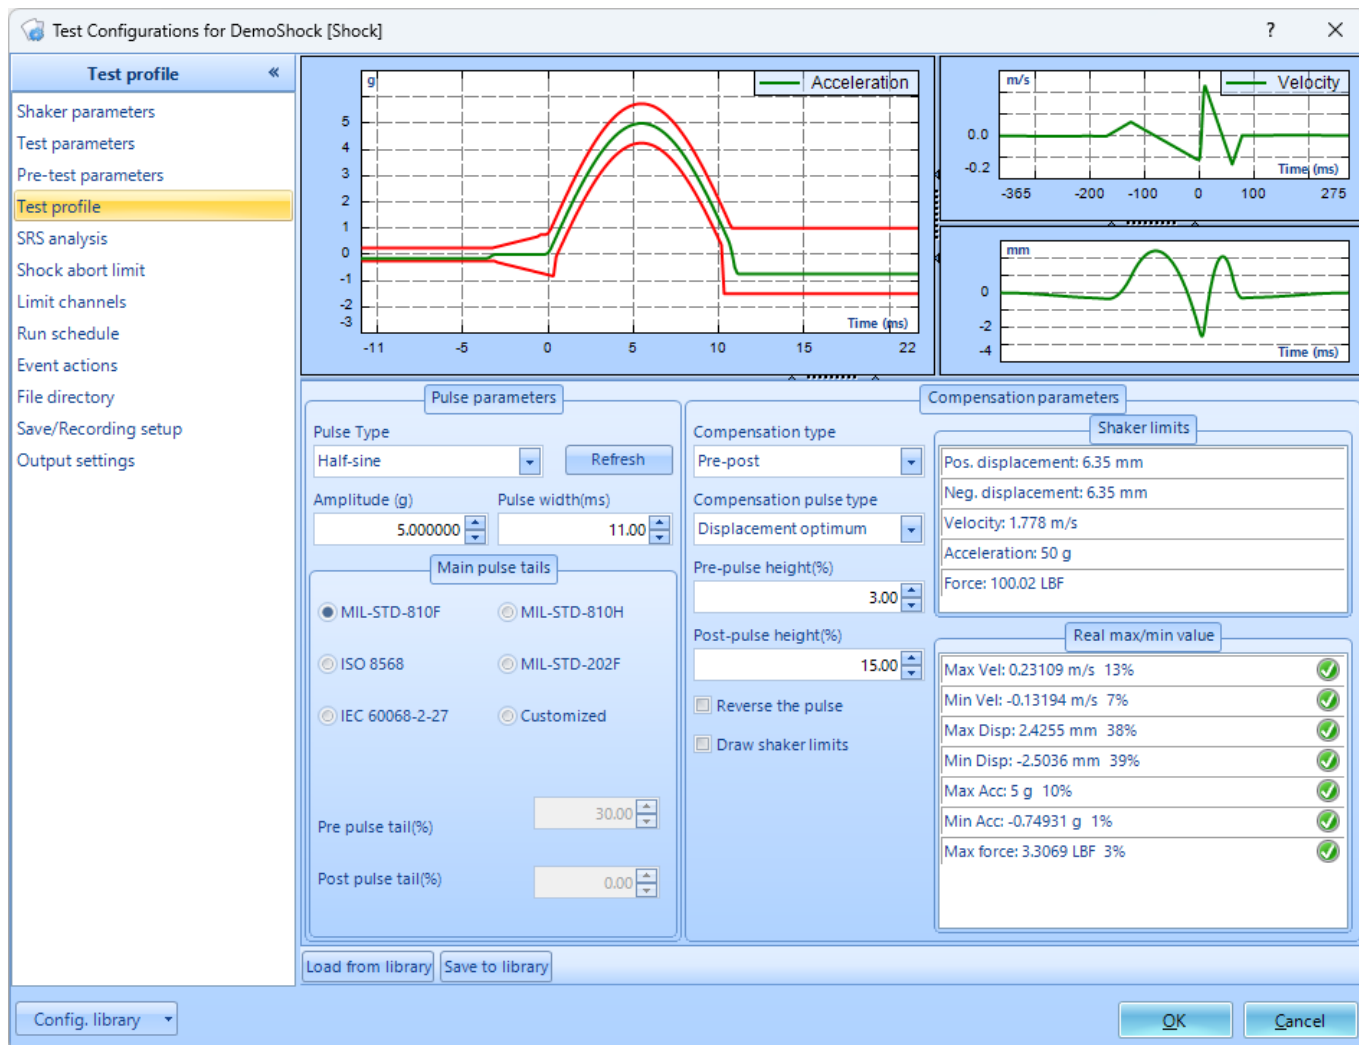 Test Configurations for DemoShock [Shock]
?
Test profile
«
Shaker parameters
Test parameters
Pre-test parameters
Test profile
SRS analysis
Shock abort limit
Limit channels
Run schedule
Event actions
File directory
Save/Recording setup
Output settings
g
Acceleration
5
4
3
2
1
0
-1
-2
-3
Time (ms)
-11 -5 0 5 10 15 22
m/s
Velocity
0.0
-0.2
Time (ms)
-365 -200 -100 0 100 275
mm
0
-2
-4
Time (ms)
Pulse parameters
Pulse Type
Half-sine
Refresh
Amplitude (g) Pulse width(ms)
5.000000 11.00
Main pulse tails
MIL-STD-810F MIL-STD-810H
ISO 8568 MIL-STD-202F
IEC 60068-2-27 Customized
Pre pulse tail(%) 30.00
Post pulse tail(%) 0.00
Compensation parameters
Compensation type
Pre-post
Compensation pulse type
Displacement optimum
Pre-pulse height(%)
3.00
Post-pulse height(%)
15.00
Reverse the pulse
Draw shaker limits
Shaker limits
Pos. displacement: 6.35 mm
Neg. displacement: 6.35 mm
Velocity: 1.778 m/s
Acceleration: 50 g
Force: 100.02 LBF
Real max/min value
Max Vel: 0.23109 m/s 13%
Min Vel: -0.13194 m/s 7%
Max Disp: 2.4255 mm 38%
Min Disp: -2.5036 mm 39%
Max Acc: 5 g 10%
Min Acc: -0.74931 g 1%
Max force: 3.3069 LBF 3%
Load from library Save to library
Config. library
OK Cancel